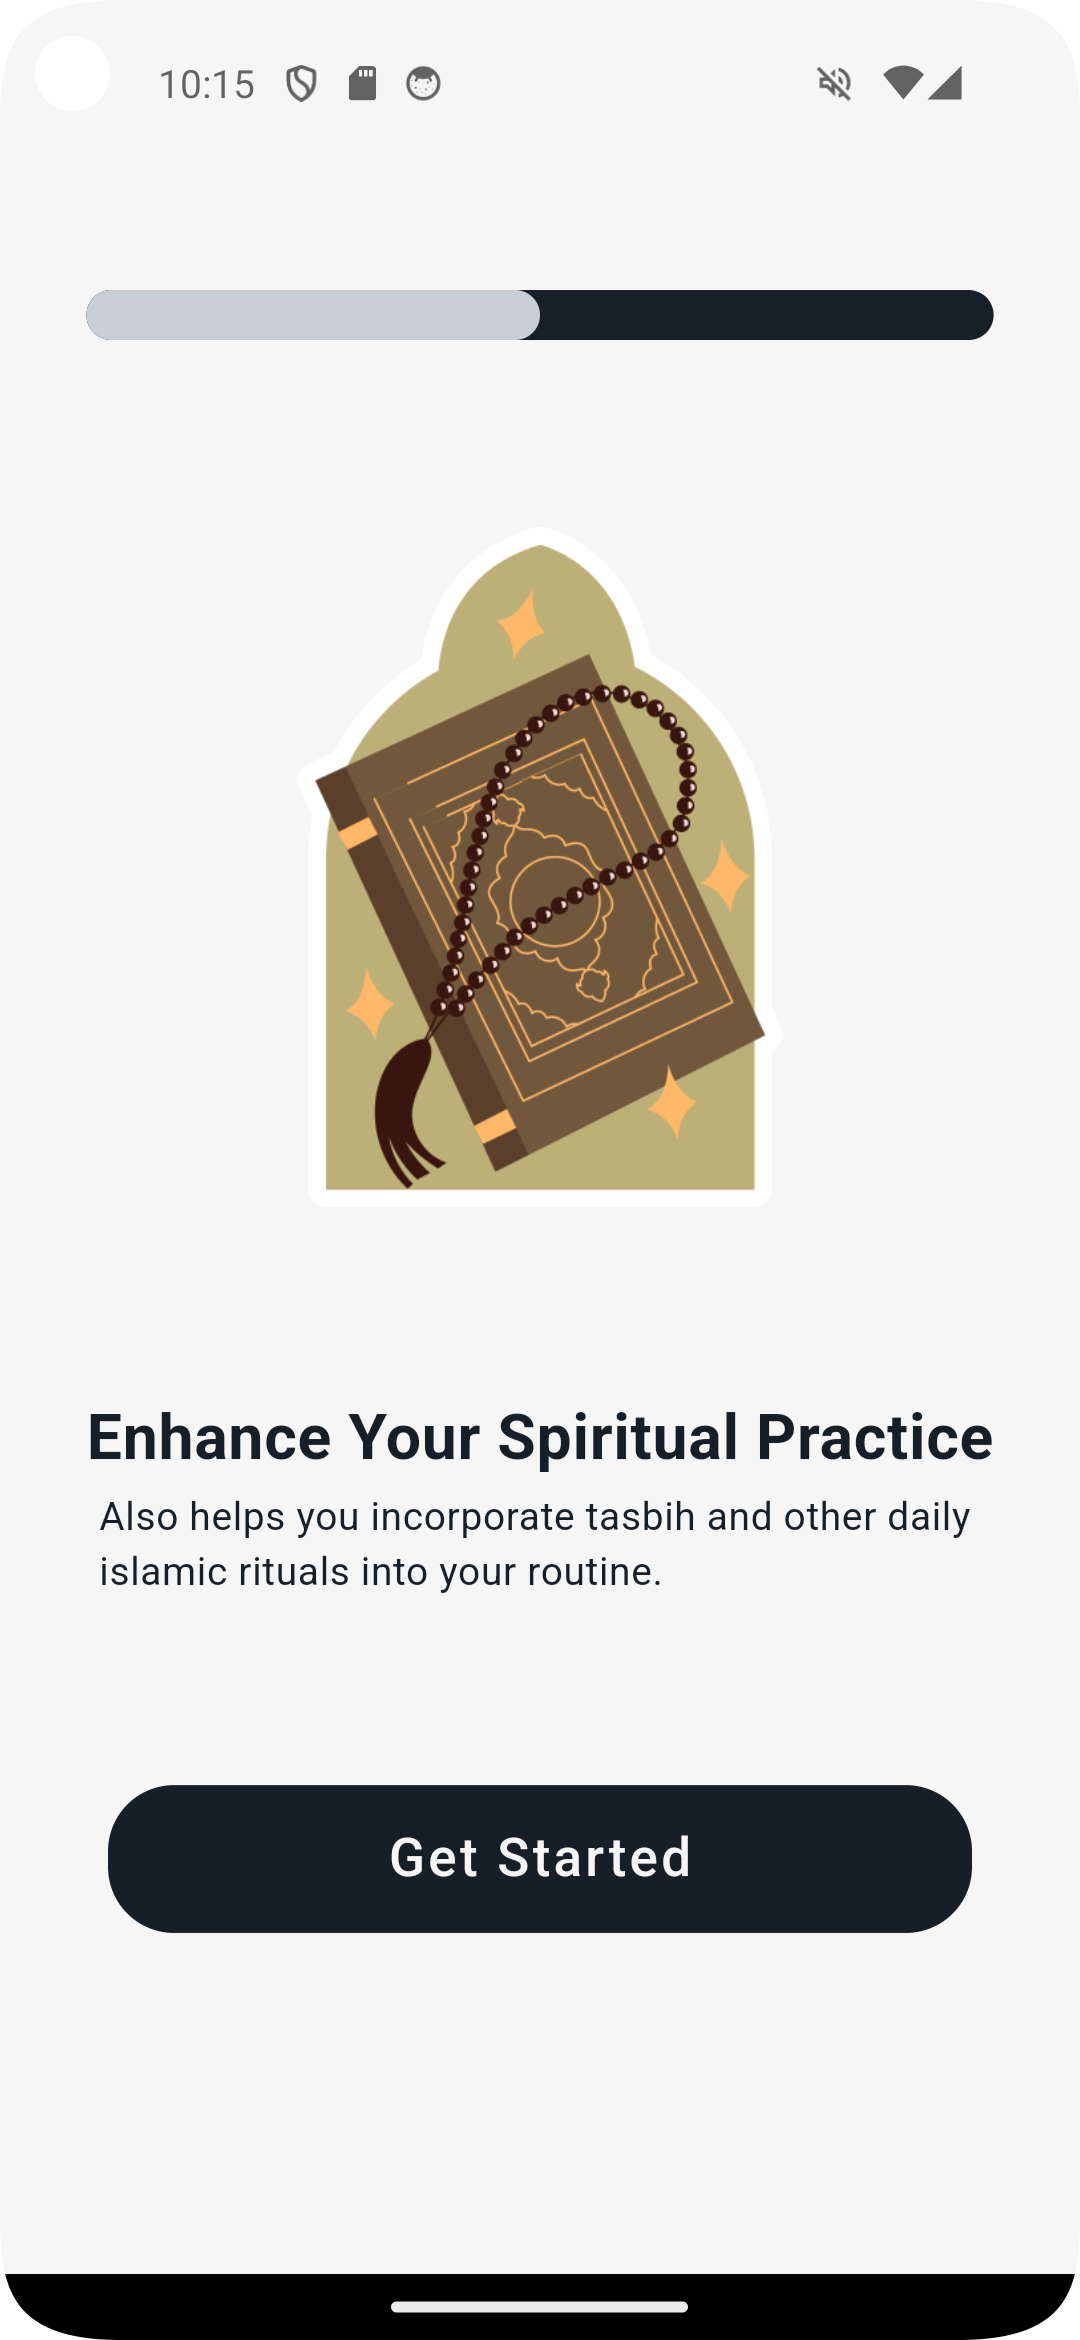 10:15
Enhance Your Spiritual Practice
Also helps you incorporate tasbih and other daily
islamic rituals into your routine.
Get Started